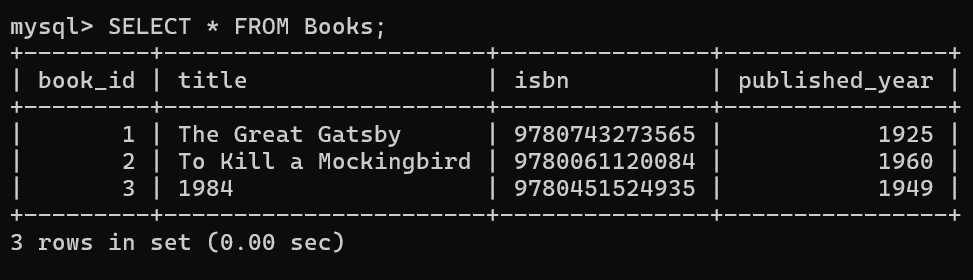 mysql> SELECT * FROM Books;
+---------+-----------------------+---------------+----------------+
| book_id | title                 | isbn          | published_year |
+---------+-----------------------+---------------+----------------+
|       1 | The Great Gatsby      | 9780743273565 |           1925 |
|       2 | To Kill a Mockingbird | 9780061120084 |           1960 |
|       3 | 1984                  | 9780451524935 |           1949 |
+---------+-----------------------+---------------+----------------+
3 rows in set (0.00 sec)